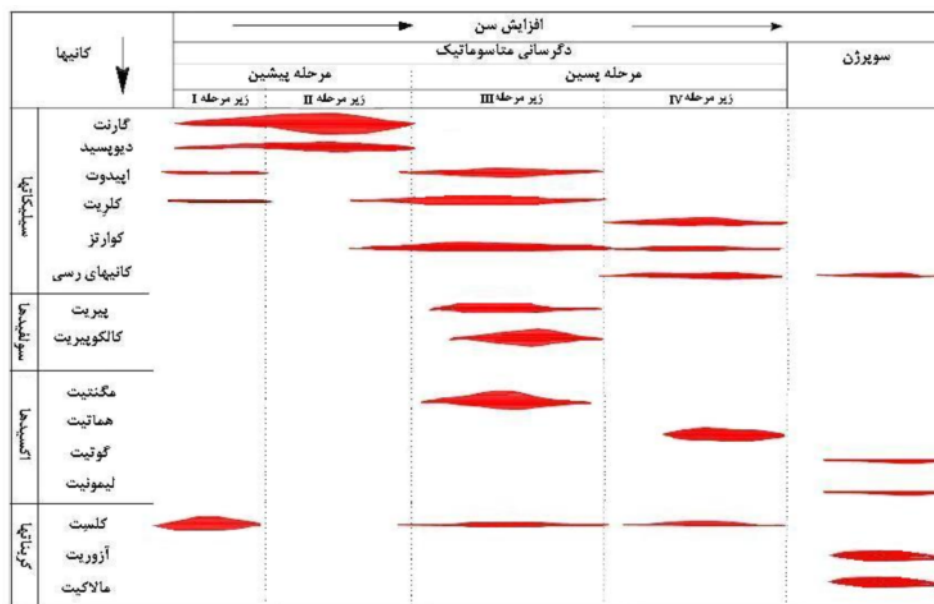 افزایش سن
کانیها
دگرسانی متاسوماتیک
سوپرژن
مرحله پیشین
مرحله پسین
زیر مرحله I
زیر مرحله II
زیر مرحله III
زیر مرحله IV
سیلیکاتها
گارنت
دیوپسید
اپیدوت
کلریت
کوارتز
کانیهای رسی
سولفیدها
پیریت
کالکوپیریت
اکسیدها
مگنتیت
هماتیت
گوتیت
لیمونیت
کربناتها
کلسیت
آزوریت
مالاکیت